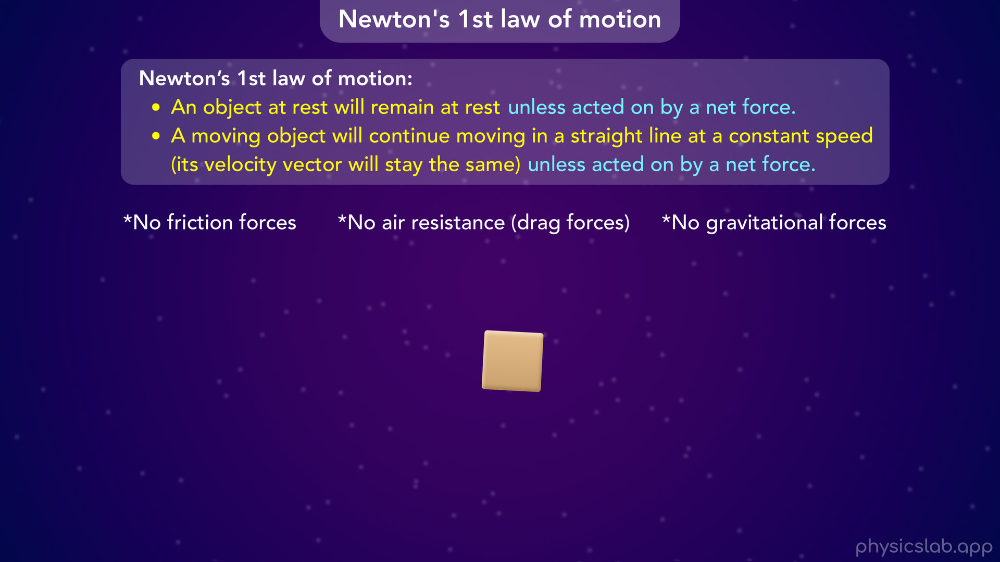 Newton's 1st law of motion
Newton’s 1st law of motion:
• An object at rest will remain at rest unless acted on by a net force.
• A moving object will continue moving in a straight line at a constant speed
(its velocity vector will stay the same) unless acted on by a net force.
*No friction forces *No air resistance (drag forces) *No gravitational forces
physicslab.app